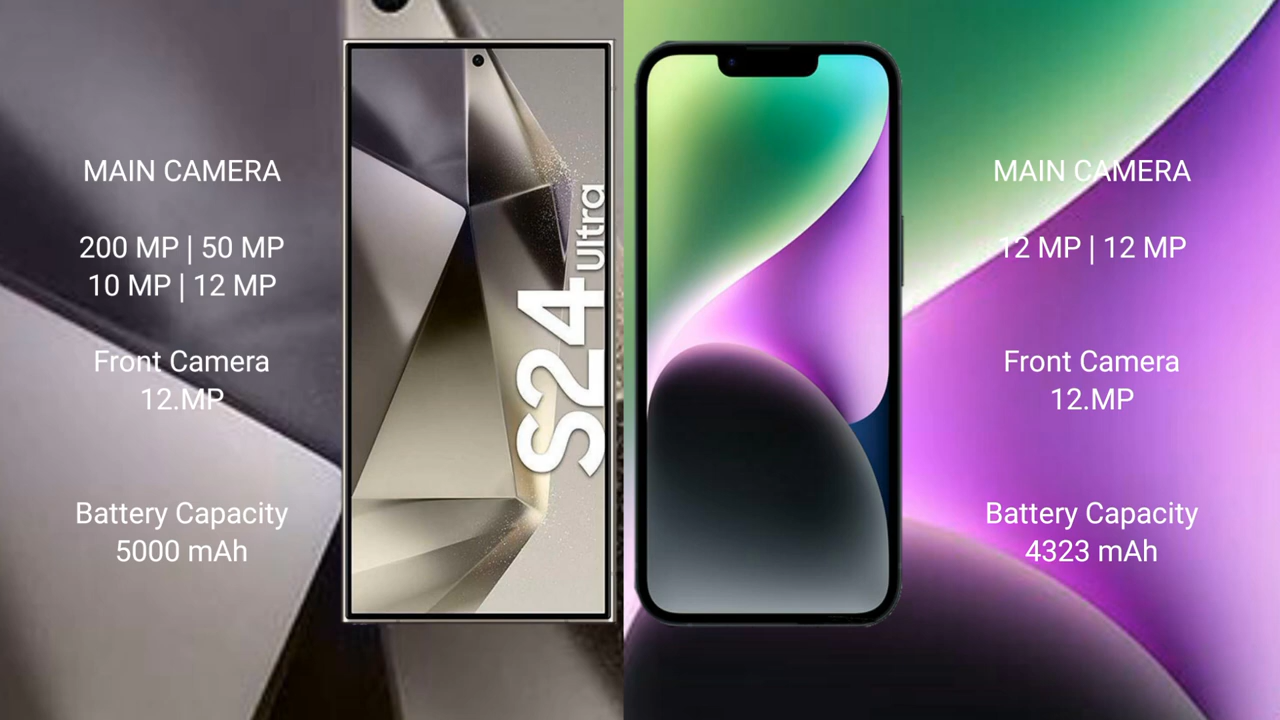 MAIN CAMERA
200 MP | 50 MP
10 MP | 12 MP
Front Camera
12.MP
Battery Capacity
5000 mAh
S24 Ultra
MAIN CAMERA
12 MP | 12 MP
Front Camera
12.MP
Battery Capacity
4323 mAh